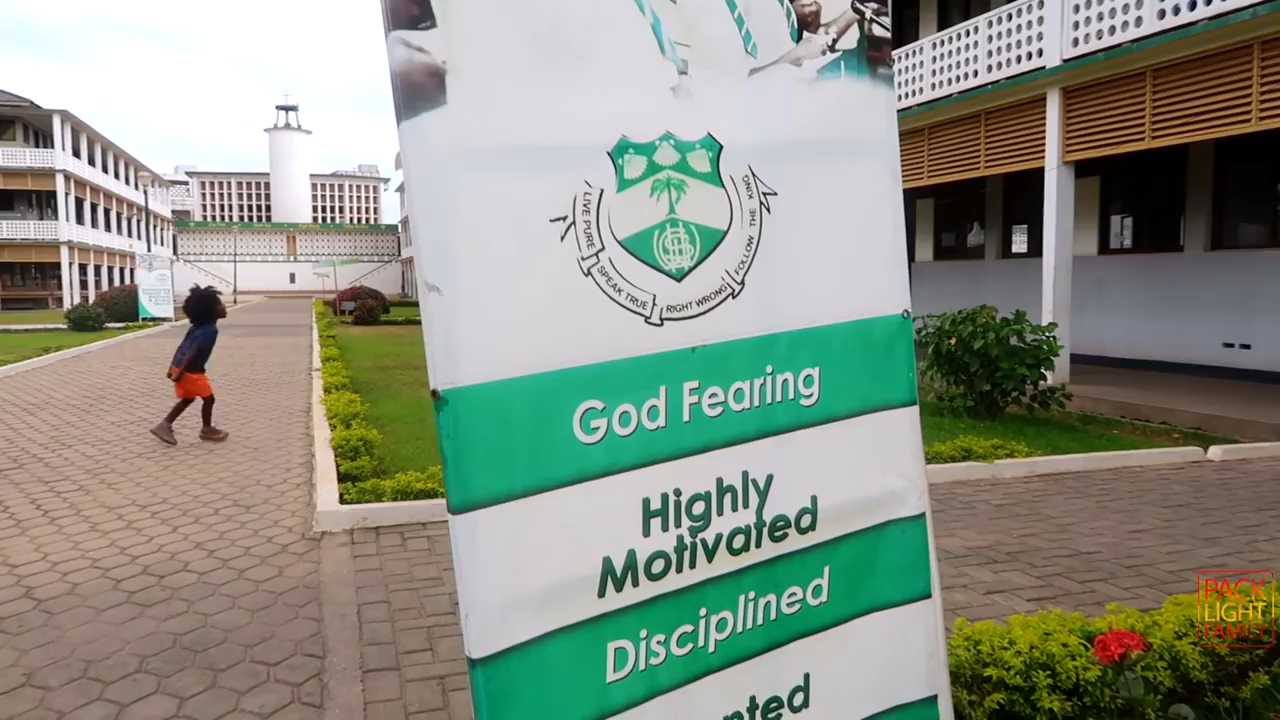 LIVE PURE
SPEAK TRUE
RIGHT WRONG
FOLLOW THE KING
God Fearing
Highly
Motivated
Disciplined
PACK
LIGHT
FAMILY